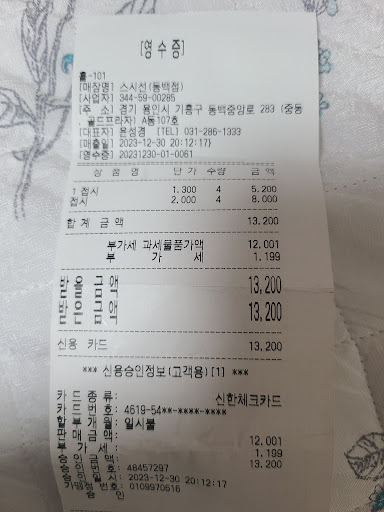 [영 수 증]
홀-101
[매장명] 스시선(동백점)
[사업자] 344-59-00285
[주 소] 경기 용인시 기흥구 동백중앙로 283 (중동
골드프라자) A동107호
[대표자] 윤성경 [TEL] 031-286-1333
[매출일] 2023-12-30 20:12:17)
[영수증] 20231230-01-0061
상 품 명 단 가 수량 금 액
1 접시 1,300 4 5,200
접시 2,000 4 8,000
합계 금액 13,200
부가세 과세물품가액 12,001
부 가 세 1,199
받을금액 13,200
받은금액 13,200
신용 카드 13,200
*** 신용승인정보(고객용)[1] ***
카드 종류: 신한체크카드
카드 번호: 4619-54**-****-****
할부개월: 일시불
판매금액: 12,001
부 가 세: 1,199
승인금액: 13,200
승인번호: 46457297
승인일시: 2023-12-30 20:12:17
가맹점번호: 0109970616
승 인